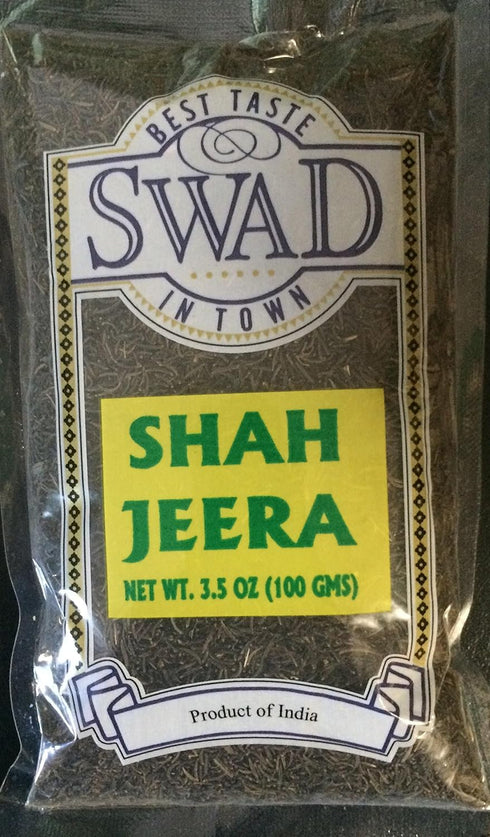 BEST TASTE
SWAD
IN TOWN
SHAH
JEERA
NET WT. 3.5 OZ (100 GMS)
Product of India